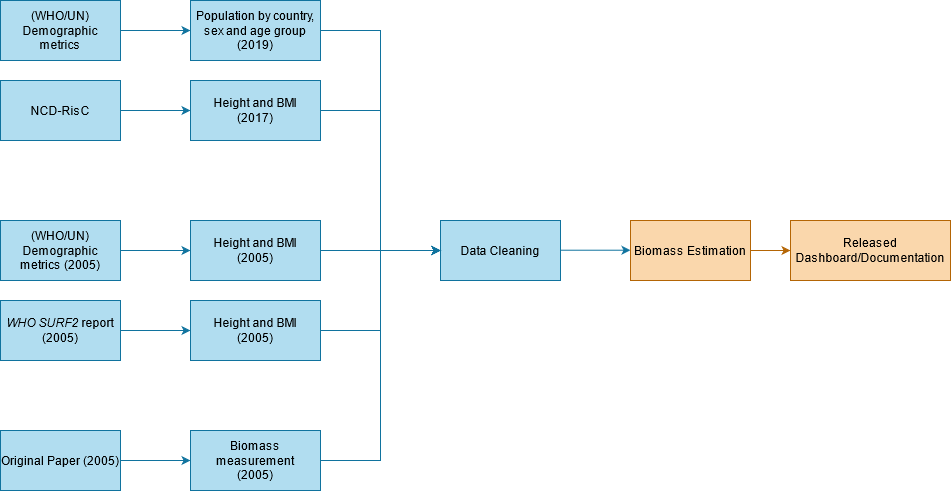 (WHO/UN)
Demographic
metrics
Population by country,
sex and age group
(2019)
NCD-RisC
Height and BMI
(2017)
(WHO/UN)
Demographic
metrics (2005)
Height and BMI
(2005)
Data Cleaning
Biomass Estimation
Released
Dashboard/Documentation
WHO SURF2 report
(2005)
Height and BMI
(2005)
Original Paper (2005)
Biomass
measurement
(2005)